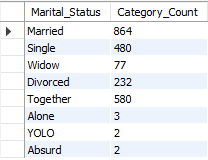 Marital_Status Category_Count
Married 864
Single 480
Widow 77
Divorced 232
Together 580
Alone 3
YOLO 2
Absurd 2